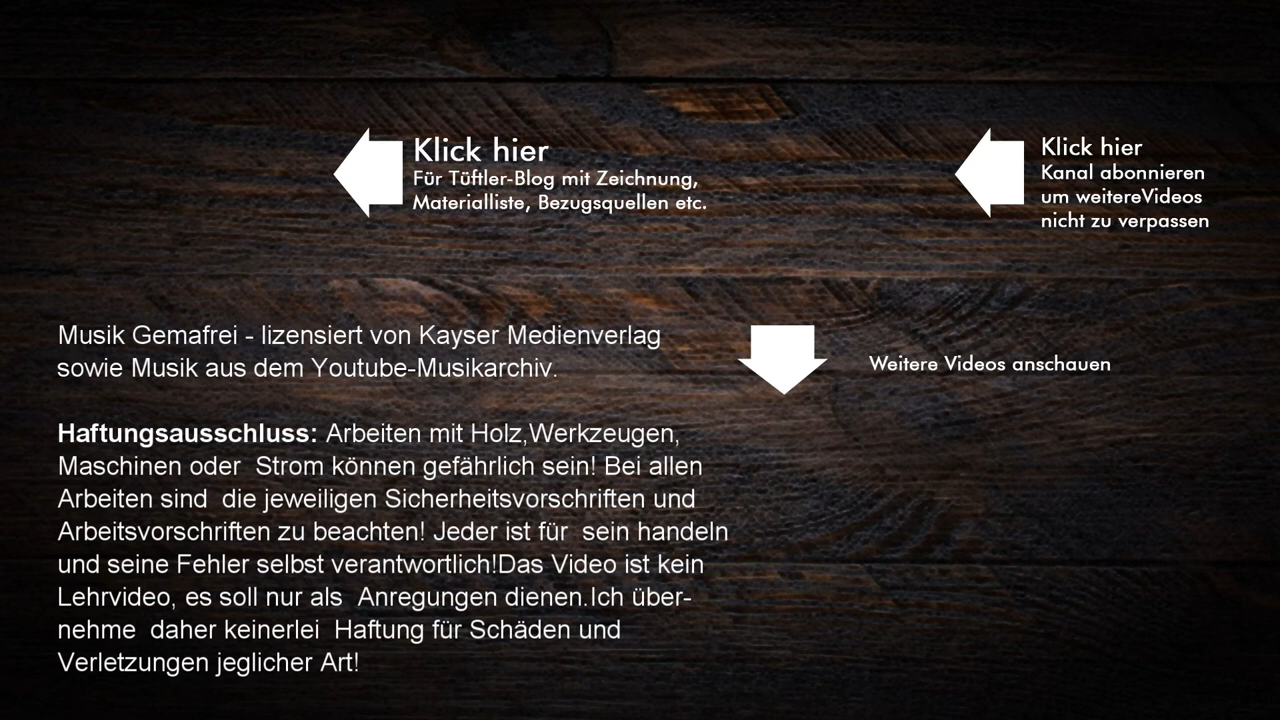 Klick hier
Für Tüftler-Blog mit Zeichnung,
Materialliste, Bezugsquellen etc.
Klick hier
Kanal abonnieren
um weitereVideos
nicht zu verpassen
Musik Gemafrei - lizensiert von Kayser Medienverlag
sowie Musik aus dem Youtube-Musikarchiv.
Weitere Videos anschauen
Haftungsausschluss: Arbeiten mit Holz,Werkzeugen,
Maschinen oder  Strom können gefährlich sein! Bei allen
Arbeiten sind  die jeweiligen Sicherheitsvorschriften und
Arbeitsvorschriften zu beachten! Jeder ist für  sein handeln
und seine Fehler selbst verantwortlich!Das Video ist kein
Lehrvideo, es soll nur als  Anregungen dienen.Ich über-
nehme  daher keinerlei  Haftung für Schäden und
Verletzungen jeglicher Art!